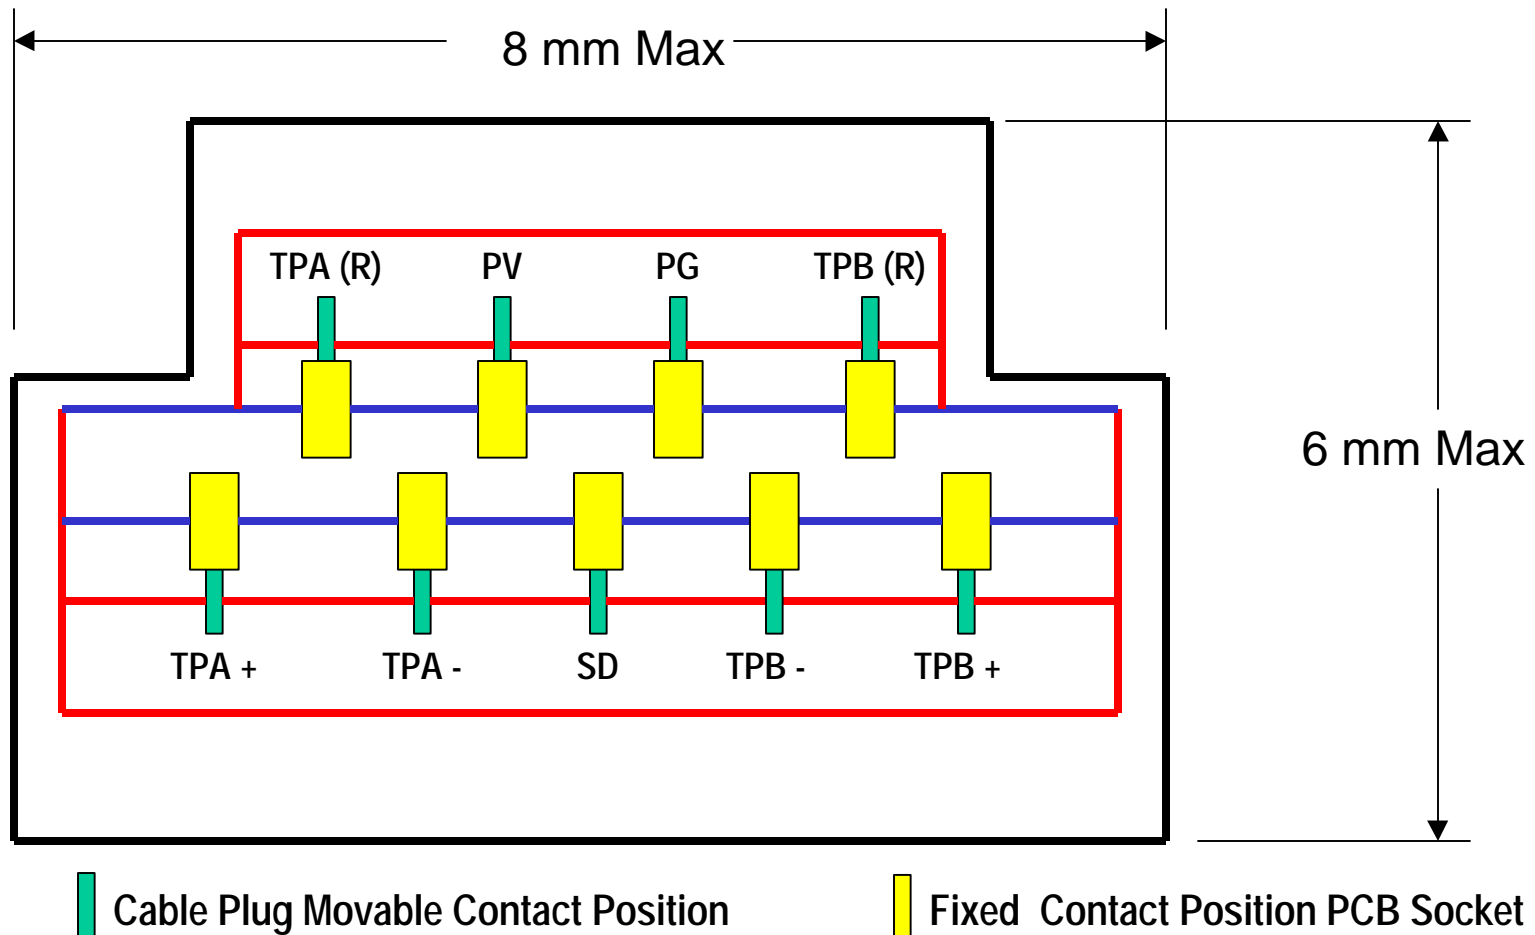 8 mm Max
TPA (R) PV PG TPB (R)
6 mm Max
TPA + TPA - SD TPB - TPB +
Cable Plug Movable Contact Position Fixed Contact Position PCB Socket